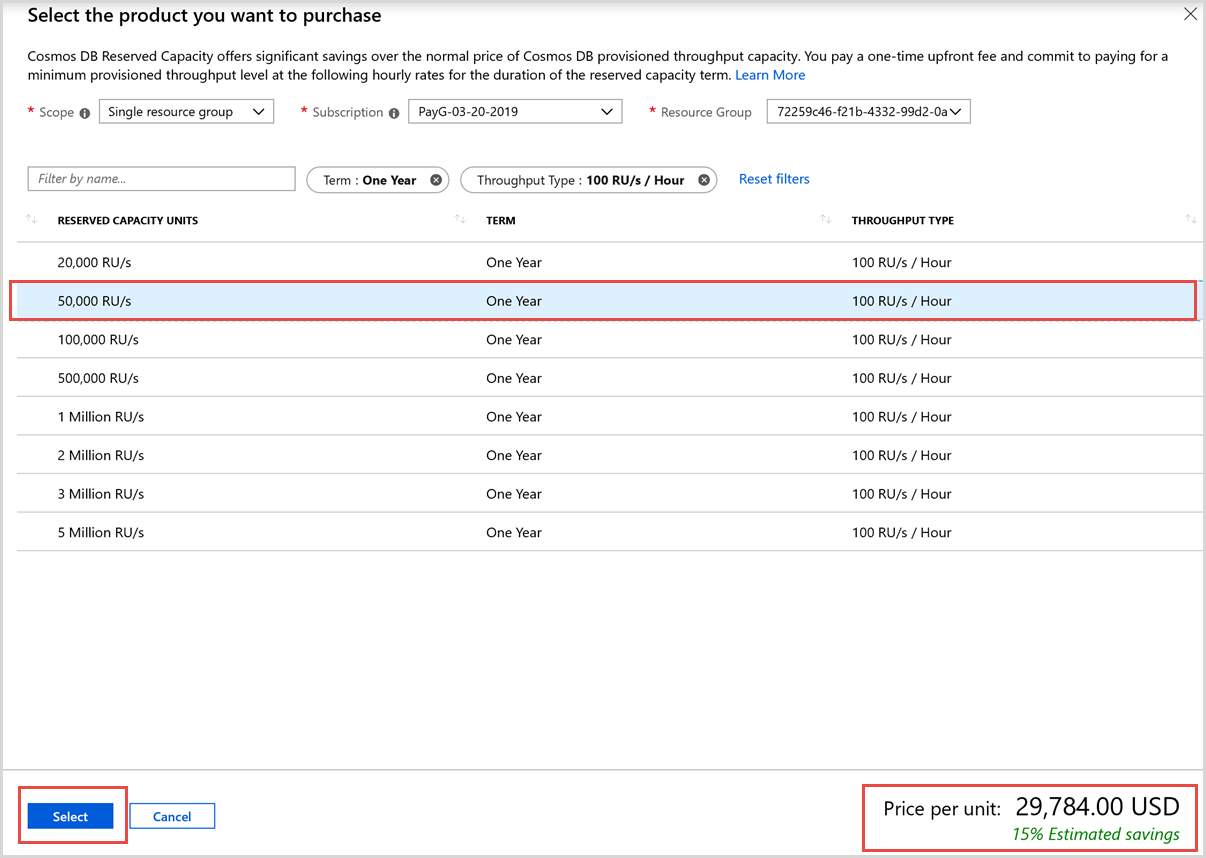 Select the product you want to purchase
Cosmos DB Reserved Capacity offers significant savings over the normal price of Cosmos DB provisioned throughput capacity. You pay a one-time upfront fee and commit to paying for a
minimum provisioned throughput level at the following hourly rates for the duration of the reserved capacity term. Learn More
* Scope Single resource group * Subscription PayG-03-20-2019 * Resource Group 72259c46-f21b-4332-99d2-0a
Filter by name... Term : One Year Throughput Type : 100 RU/s / Hour Reset filters
RESERVED CAPACITY UNITS TERM THROUGHPUT TYPE
20,000 RU/s One Year 100 RU/s / Hour
50,000 RU/s One Year 100 RU/s / Hour
100,000 RU/s One Year 100 RU/s / Hour
500,000 RU/s One Year 100 RU/s / Hour
1 Million RU/s One Year 100 RU/s / Hour
2 Million RU/s One Year 100 RU/s / Hour
3 Million RU/s One Year 100 RU/s / Hour
5 Million RU/s One Year 100 RU/s / Hour
Select Cancel Price per unit: 29,784.00 USD
15% Estimated savings